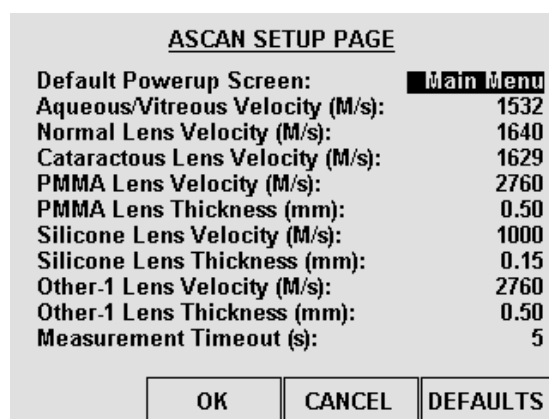 ASCAN SETUP PAGE
Default Powerup Screen: Main Menu
Aqueous/Vitreous Velocity (M/s): 1532
Normal Lens Velocity (M/s): 1640
Cataractous Lens Velocity (M/s): 1629
PMMA Lens Velocity (M/s): 2760
PMMA Lens Thickness (mm): 0.50
Silicone Lens Velocity (M/s): 1000
Silicone Lens Thickness (mm): 0.15
Other-1 Lens Velocity (M/s): 2760
Other-1 Lens Thickness (mm): 0.50
Measurement Timeout (s): 5
OK CANCEL DEFAULTS